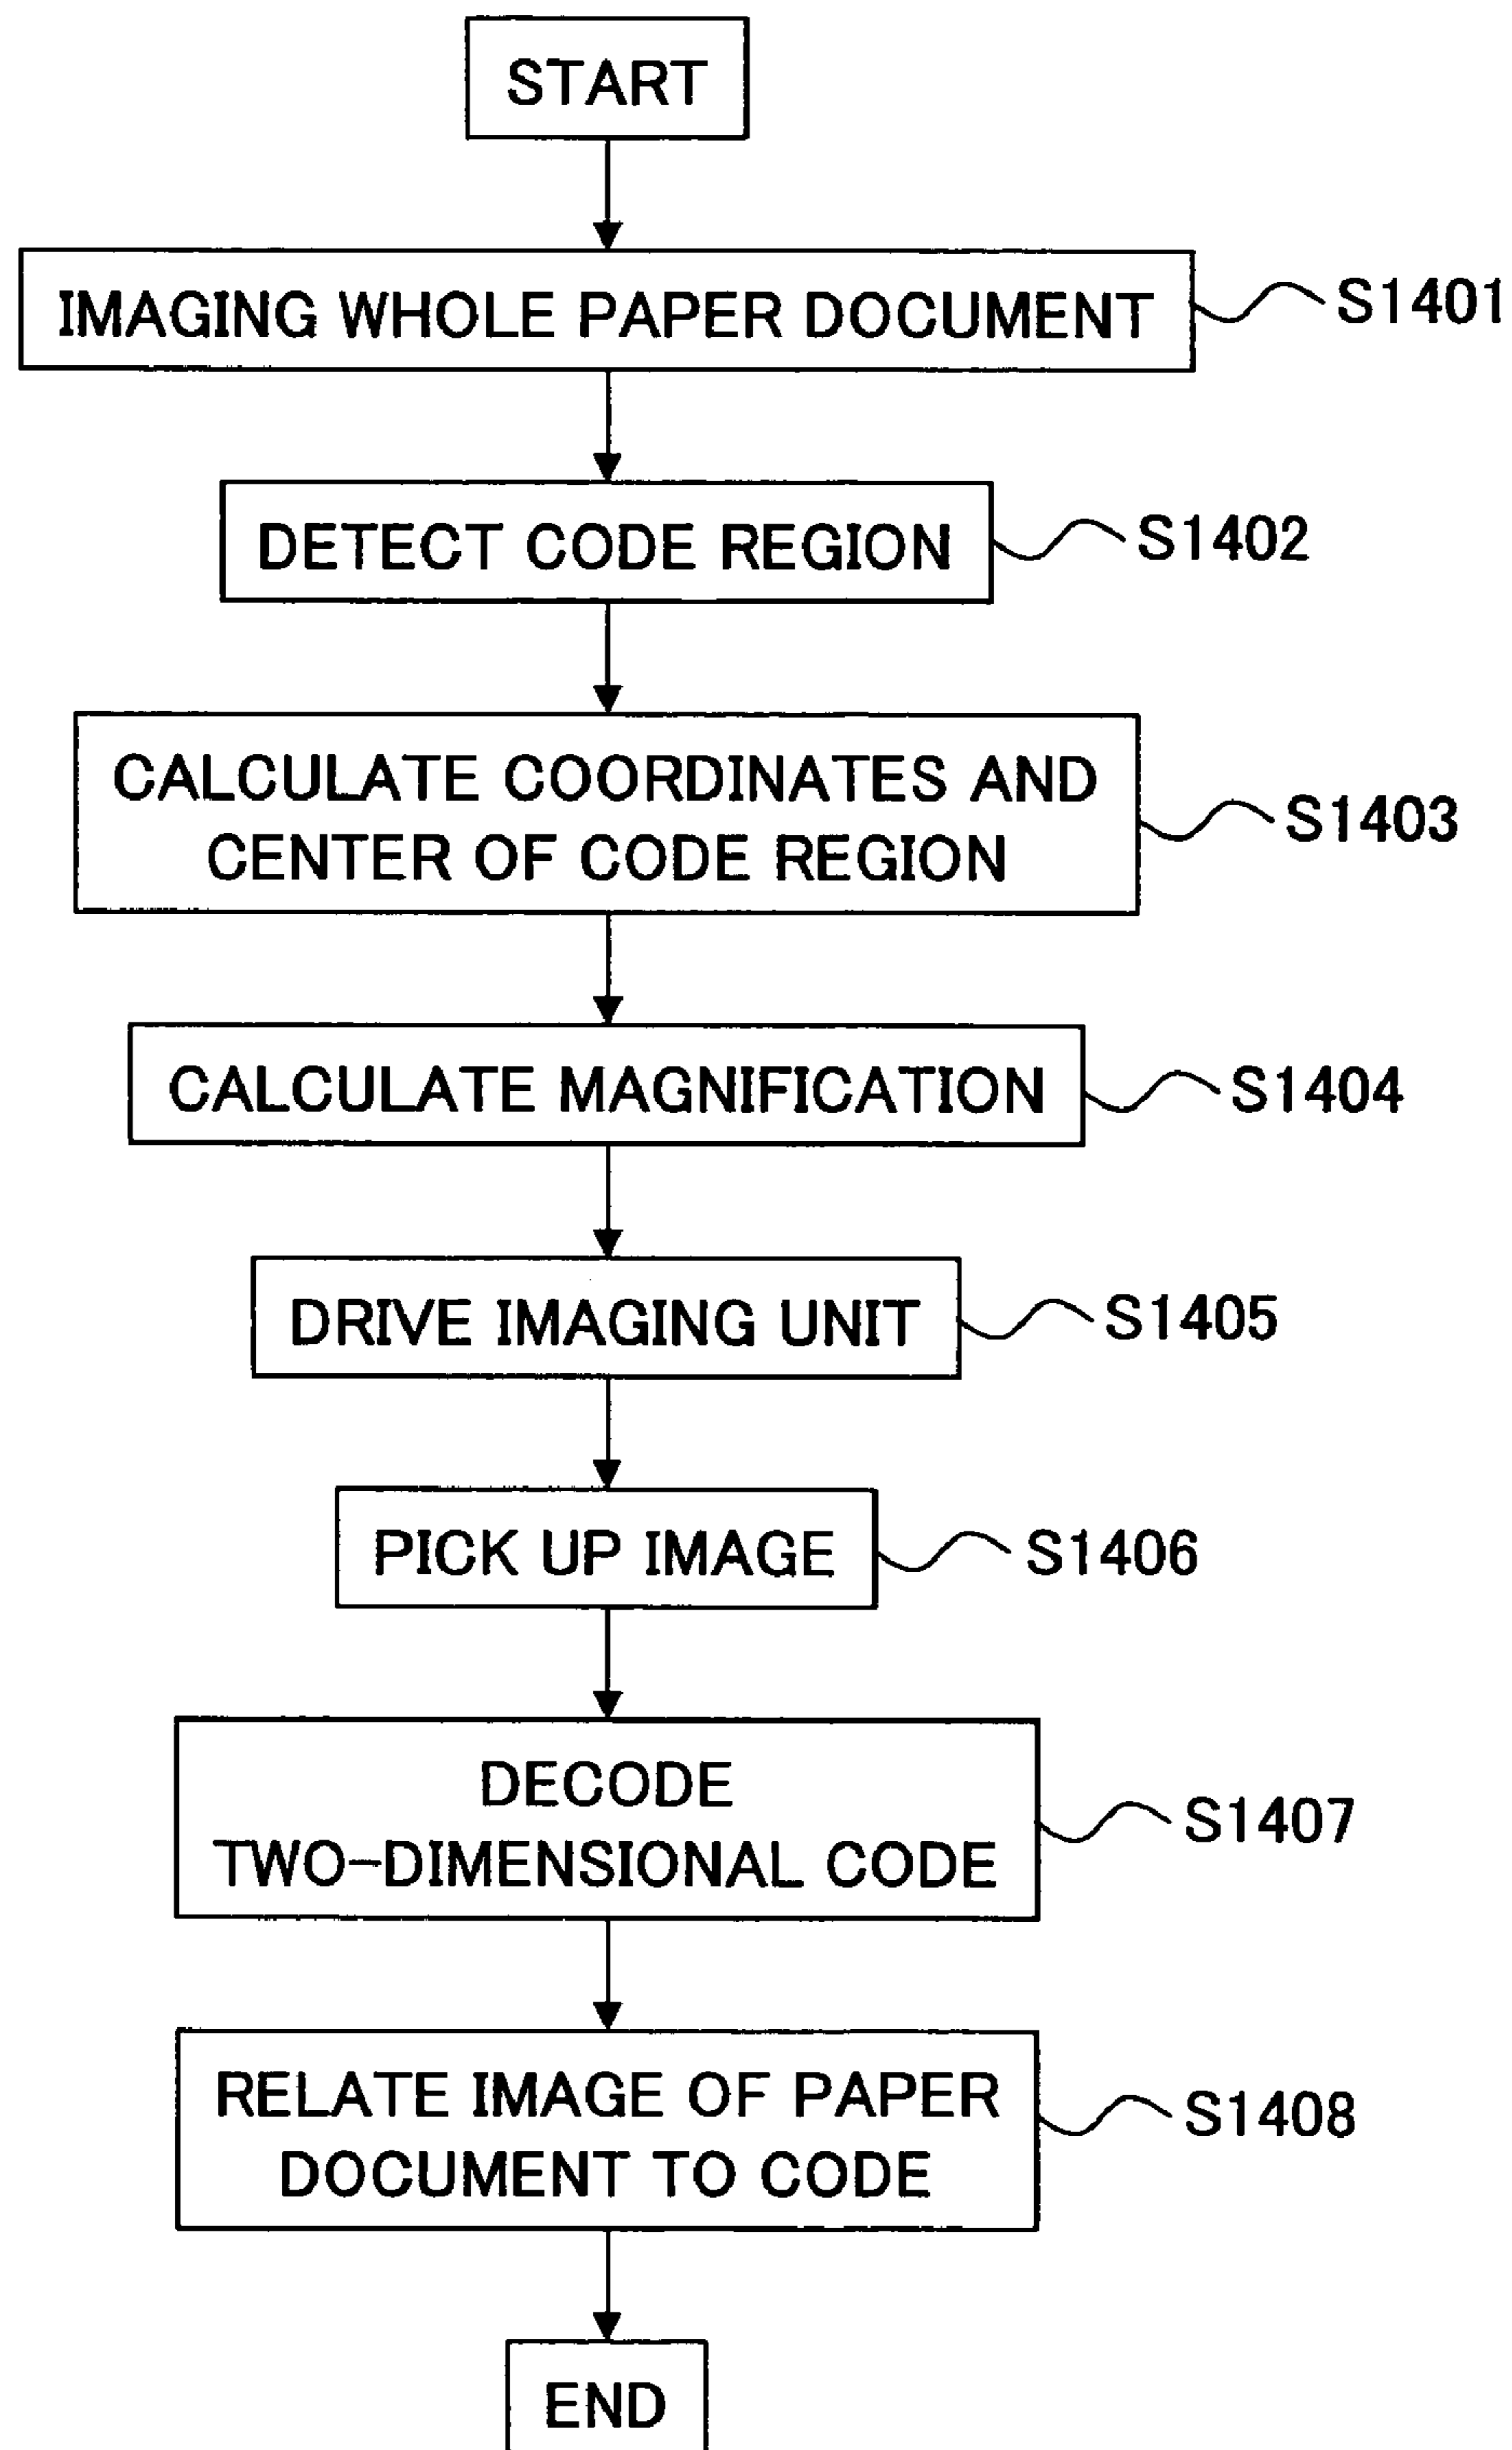 START
IMAGING WHOLE PAPER DOCUMENT
S1401
DETECT CODE REGION
S1402
CALCULATE COORDINATES AND
CENTER OF CODE REGION
S1403
CALCULATE MAGNIFICATION
S1404
DRIVE IMAGING UNIT
S1405
PICK UP IMAGE
S1406
DECODE
TWO-DIMENSIONAL CODE
S1407
RELATE IMAGE OF PAPER
DOCUMENT TO CODE
S1408
END